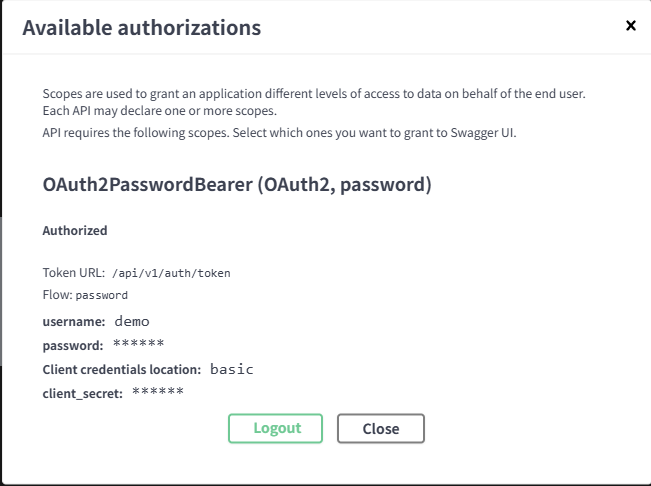 Available authorizations
×
Scopes are used to grant an application different levels of access to data on behalf of the end user.
Each API may declare one or more scopes.
API requires the following scopes. Select which ones you want to grant to Swagger UI.
OAuth2PasswordBearer (OAuth2, password)
Authorized
Token URL: /api/v1/auth/token
Flow: password
username: demo
password: ******
Client credentials location: basic
client_secret: ******
Logout Close